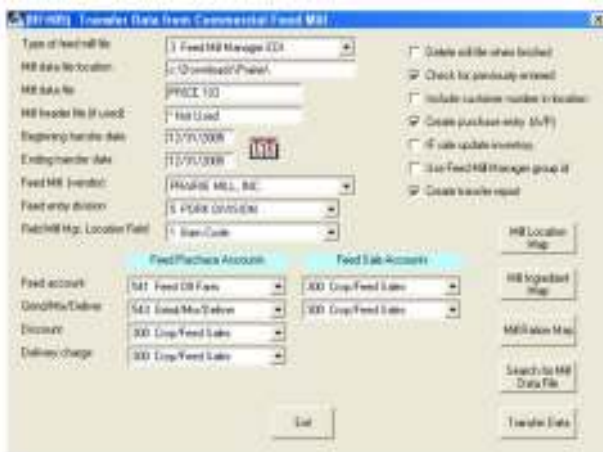 Transfer Data from Commercial Feed Mill
Type of feed mill file
3 Feed Mill Manager EDI
Mill data file location
c:\Downloads\Prairie\
Mill data file
Mill header file (if used)
* Not Used
Beginning transfer date
12/31/2009
Ending transfer date
12/31/2009
Feed Mill (vendor)
PRAIRIE MILL, INC.
Feed entry division
5 PORK DIVISION
Field Mill Mgr. Location Field
1 Barn Code
Delete mill file when finished
Check for previously entered
Include customer number in location
Create purchase entry (A/P)
If sale update inventory
Use Feed Mill Manager group id
Create transfer report
Feed Purchase Accounts
Feed Sale Accounts
Feed account
541 Feed Off Farm
300 Crop/Feed Sales
Grind/Mix/Deliver
543 Grind/Mix/Deliver
300 Crop/Feed Sales
Discount
300 Crop/Feed Sales
Delivery charge
300 Crop/Feed Sales
Mill Location Map
Mill Ingredient Map
Mill Ration Map
Search for Mill Data File
Transfer Data
Exit